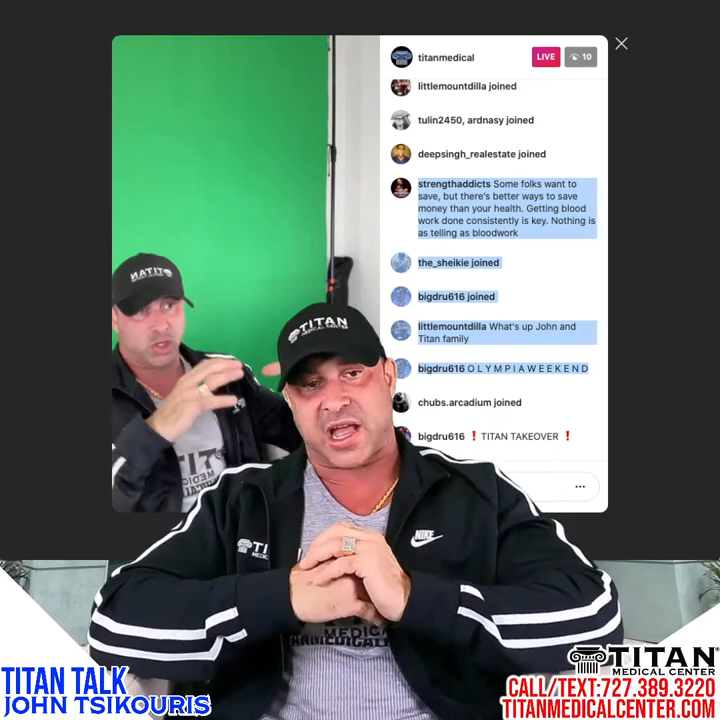 titanmedical
LIVE
10
littlemountdilla joined
tulin2450, ardnasy joined
deepsingh_realestate joined
strengthaddicts Some folks want to
save, but there's better ways to save
money than your health. Getting blood
work done consistently is key. Nothing is
as telling as bloodwork
the_sheikie joined
bigdru616 joined
littlemountdilla What's up John and
Titan family
bigdru616 O L Y M P I A W E E K E N D
chubs.arcadium joined
bigdru616 ❗ TITAN TAKEOVER ❗
...
TITAN
TITAN
MEDICAL CENTER
NIKE
TITAN TALK
JOHN TSIKOURIS
TITAN
MEDICAL CENTER
CALL/TEXT:727.389.3220
TITANMEDICALCENTER.COM